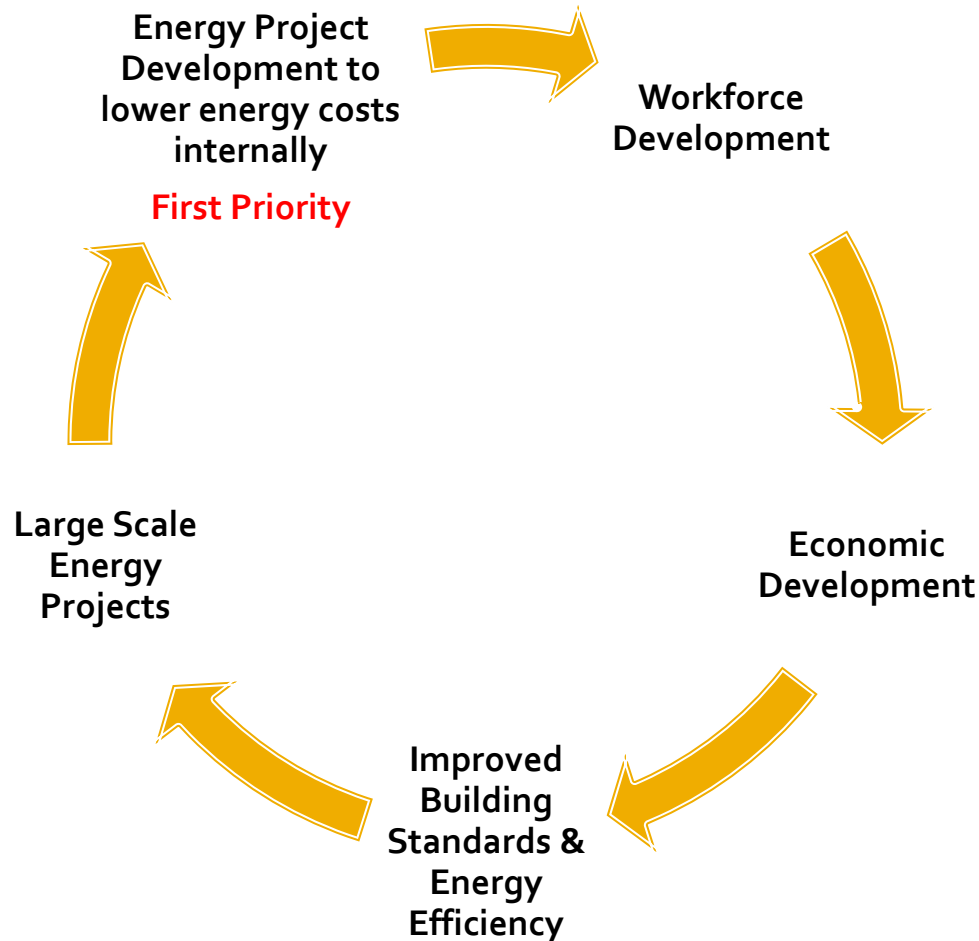 Energy Project
Development to
lower energy costs
internally
First Priority
Workforce
Development
Economic
Development
Improved
Building
Standards &
Energy
Efficiency
Large Scale
Energy
Projects